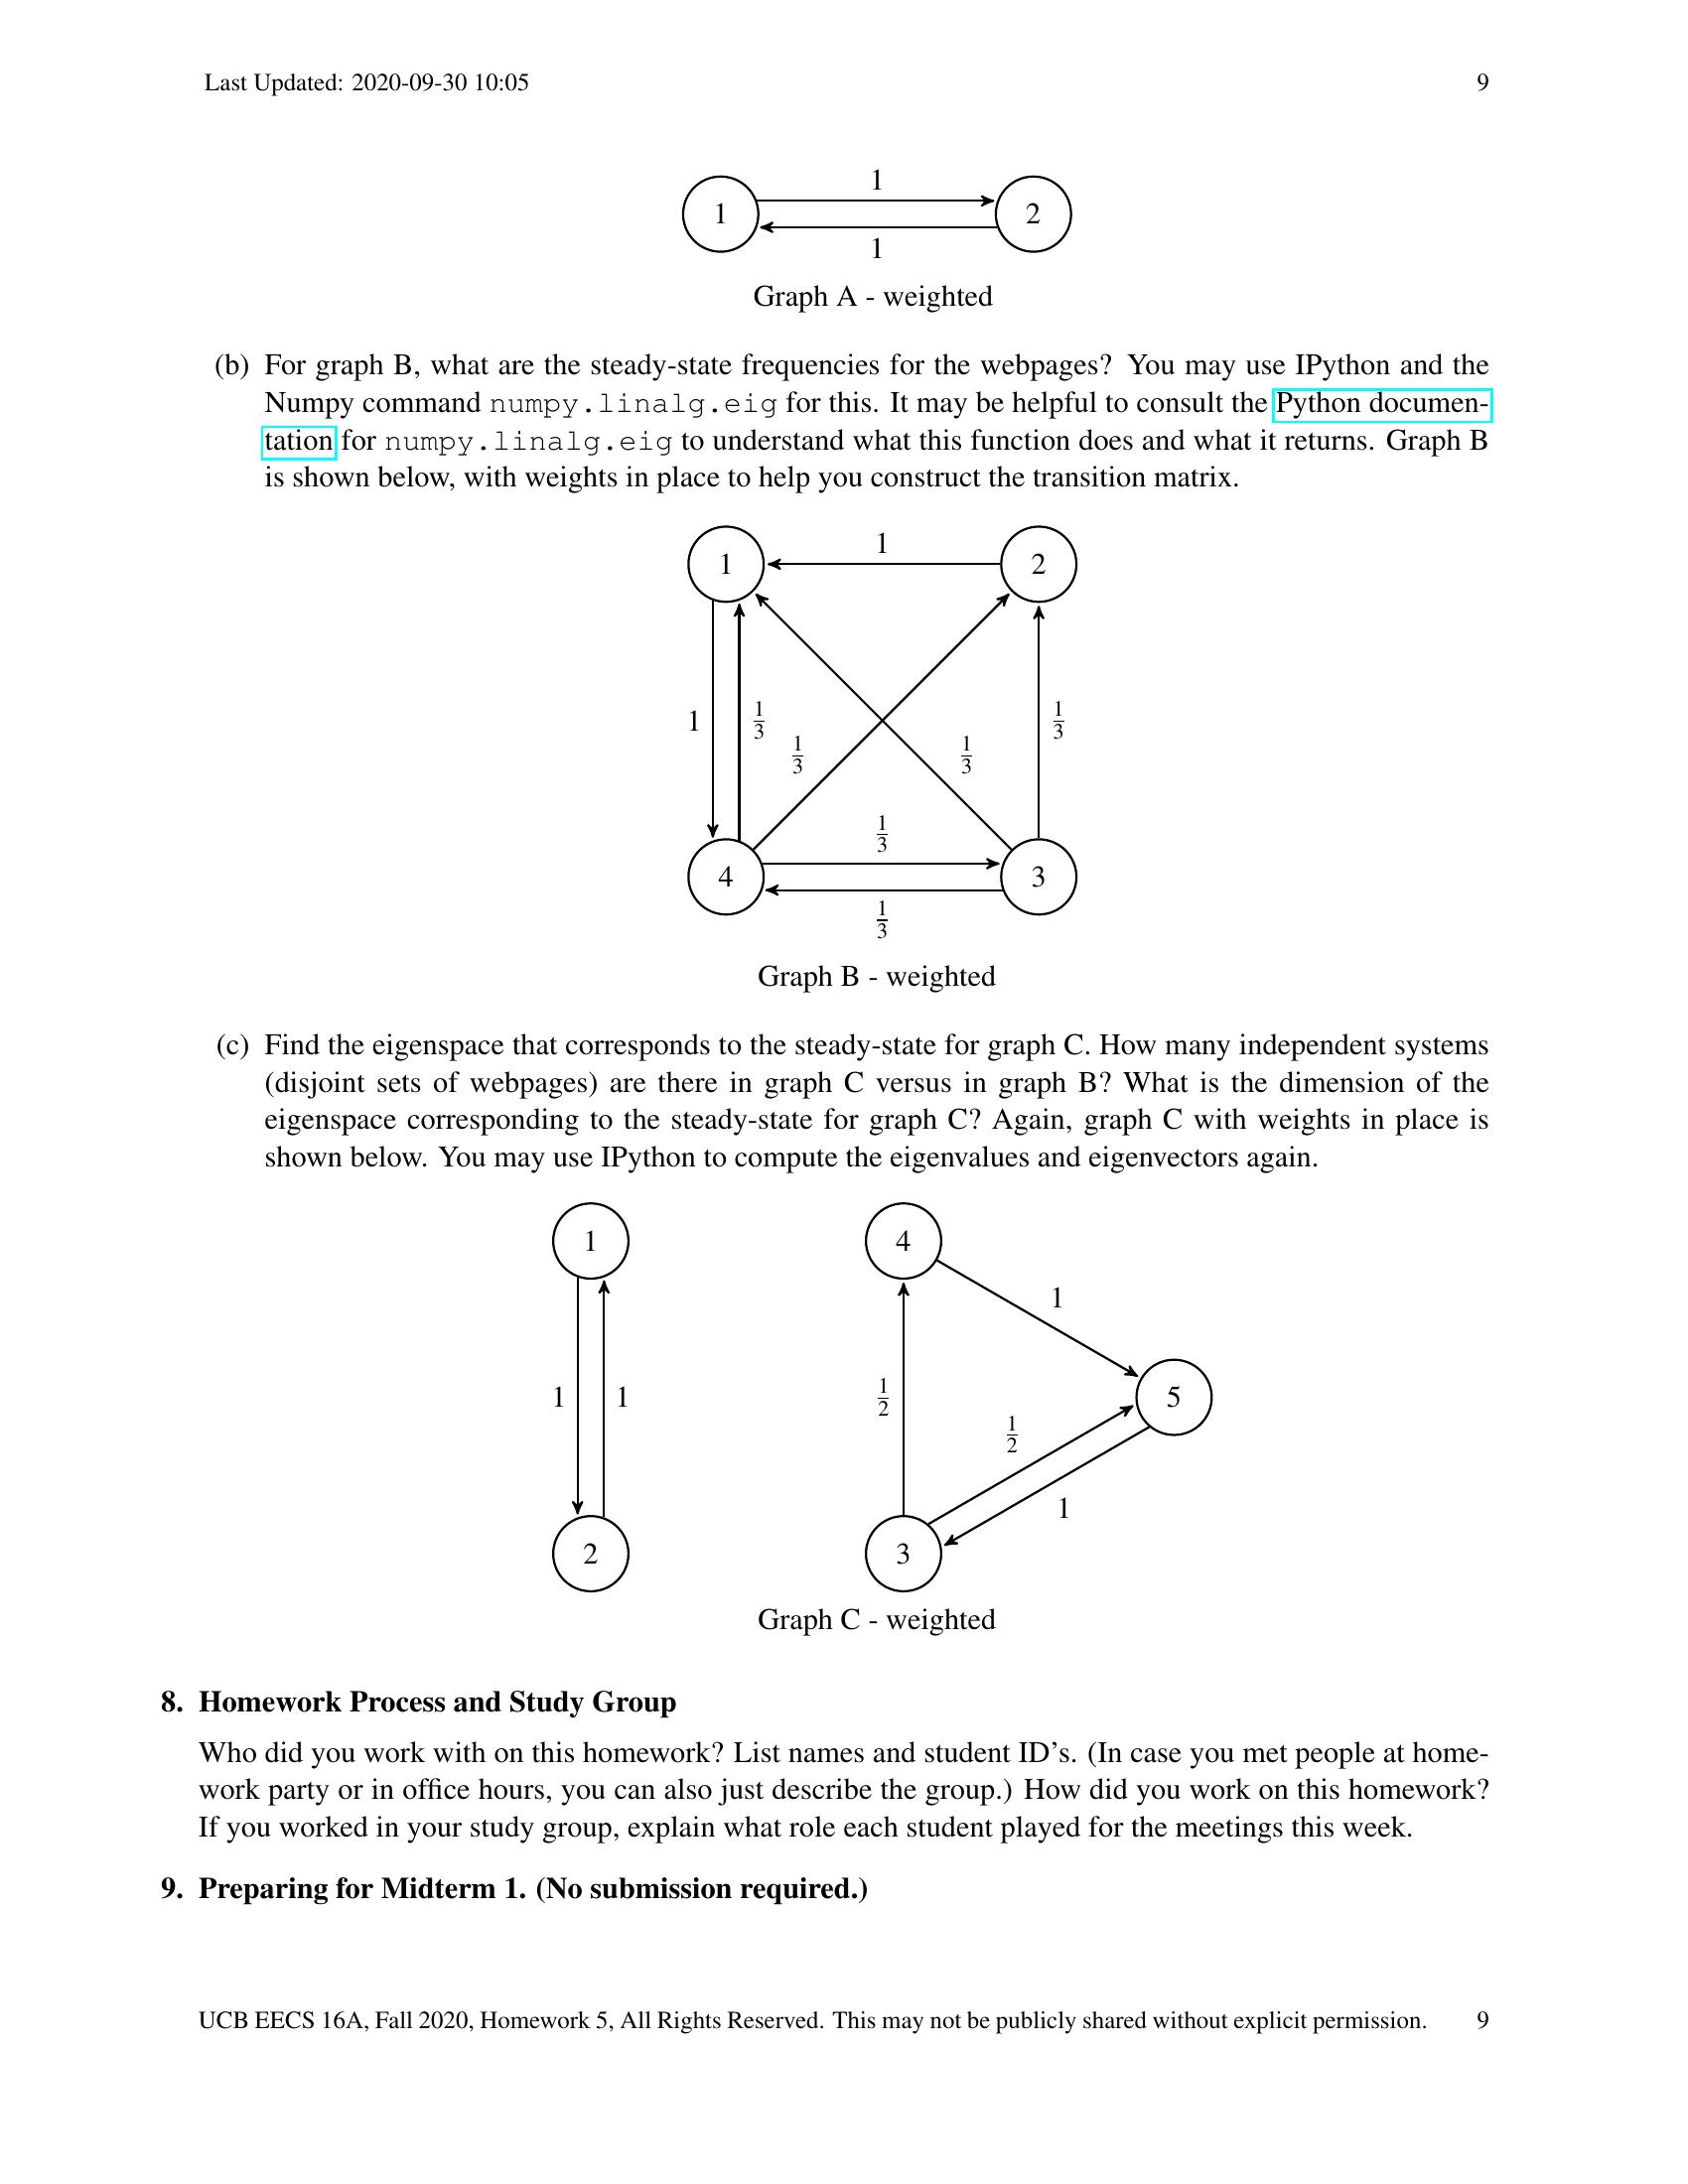 Last Updated: 2020-09-30 10:05 9
1
1 2
1
Graph A - weighted
(b) For graph B, what are the steady-state frequencies for the webpages? You may use IPython and the
Numpy command numpy.linalg.eig for this. It may be helpful to consult the Python documen-
tation for numpy.linalg.eig to understand what this function does and what it returns. Graph B
is shown below, with weights in place to help you construct the transition matrix.
1
1 2
1 1/3 1/3
1/3 1/3
1/3
4 3
1/3
Graph B - weighted
(c) Find the eigenspace that corresponds to the steady-state for graph C. How many independent systems
(disjoint sets of webpages) are there in graph C versus in graph B? What is the dimension of the
eigenspace corresponding to the steady-state for graph C? Again, graph C with weights in place is
shown below. You may use IPython to compute the eigenvalues and eigenvectors again.
1 4
1
1 1 1/2 5
1/2
1
2 3
Graph C - weighted
8. Homework Process and Study Group
Who did you work with on this homework? List names and student ID's. (In case you met people at home-
work party or in office hours, you can also just describe the group.) How did you work on this homework?
If you worked in your study group, explain what role each student played for the meetings this week.
9. Preparing for Midterm 1. (No submission required.)
UCB EECS 16A, Fall 2020, Homework 5, All Rights Reserved. This may not be publicly shared without explicit permission. 9